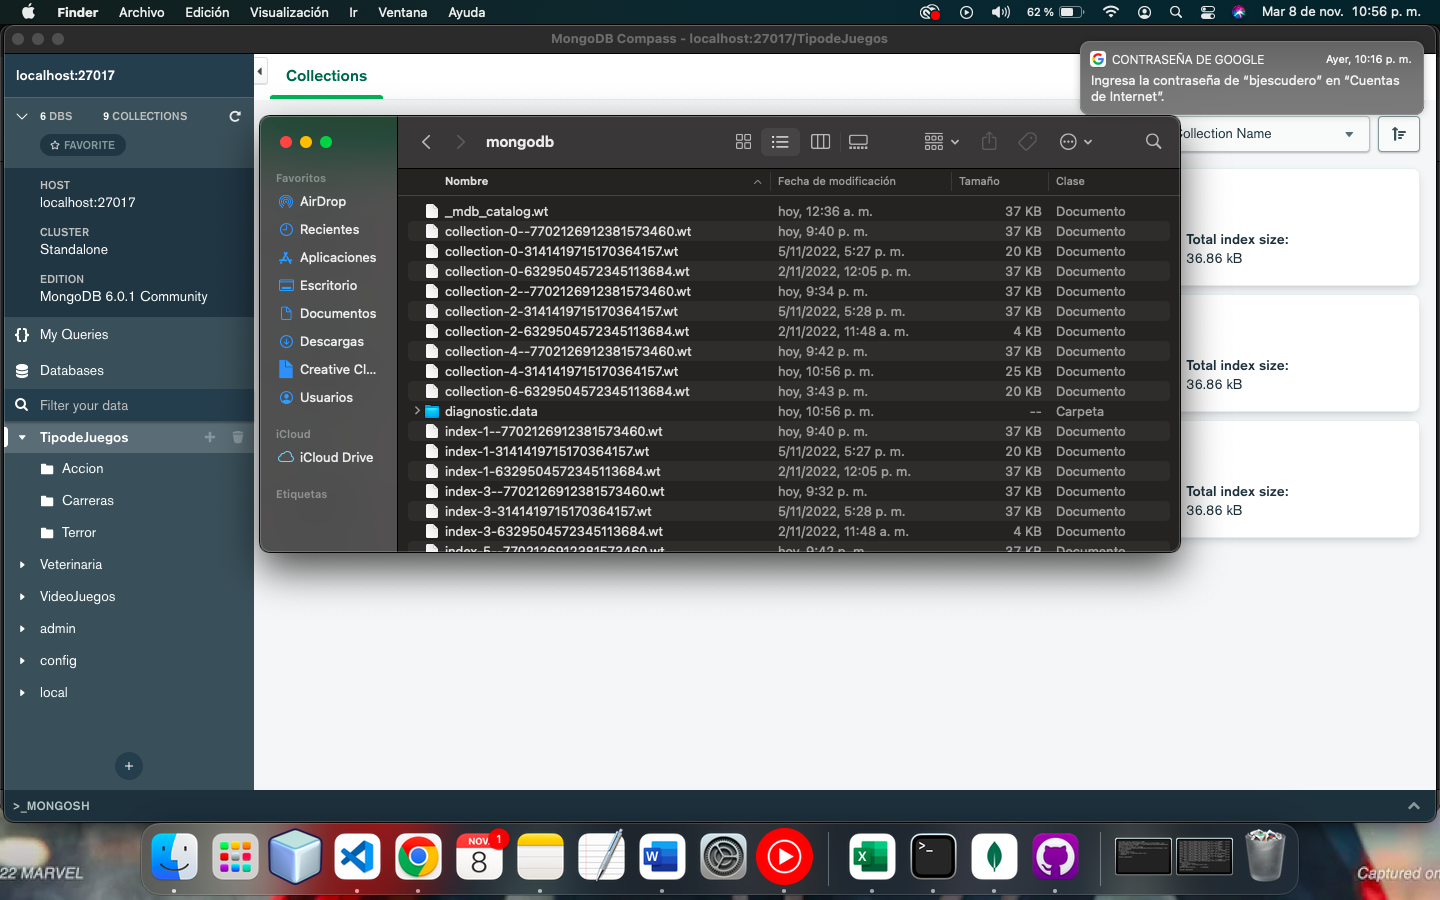 Finder Archivo Edición Visualización Ir Ventana Ayuda 62 % Mar 8 de nov. 10:56 p. m.
MongoDB Compass - localhost:27017/TipodeJuegos
localhost:27017
Collections
CONTRASEÑA DE GOOGLE Ayer, 10:16 p. m.
Ingresa la contraseña de “bjescudero” en “Cuentas
de Internet”.
6 DBS 9 COLLECTIONS
FAVORITE
Collection Name
HOST
localhost:27017
CLUSTER
Standalone
EDITION
MongoDB 6.0.1 Community
My Queries
Databases
Filter your data
TipodeJuegos
Accion
Carreras
Terror
Veterinaria
VideoJuegos
admin
config
local
mongodb
Favoritos
AirDrop
Recientes
Aplicaciones
Escritorio
Documentos
Descargas
Creative Cl...
Usuarios
iCloud
iCloud Drive
Etiquetas
Nombre Fecha de modificación Tamaño Clase
_mdb_catalog.wt hoy, 12:36 a. m. 37 KB Documento
collection-0--7702126912381573460.wt hoy, 9:40 p. m. 37 KB Documento
collection-0-3141419715170364157.wt 5/11/2022, 5:27 p. m. 20 KB Documento
collection-0-6329504572345113684.wt 2/11/2022, 12:05 p. m. 37 KB Documento
collection-2--7702126912381573460.wt hoy, 9:34 p. m. 37 KB Documento
collection-2-3141419715170364157.wt 5/11/2022, 5:28 p. m. 37 KB Documento
collection-2-6329504572345113684.wt 2/11/2022, 11:48 a. m. 4 KB Documento
collection-4--7702126912381573460.wt hoy, 9:42 p. m. 37 KB Documento
collection-4-3141419715170364157.wt hoy, 10:56 p. m. 25 KB Documento
collection-6-6329504572345113684.wt hoy, 3:43 p. m. 20 KB Documento
diagnostic.data hoy, 10:56 p. m. -- Carpeta
index-1--7702126912381573460.wt hoy, 9:40 p. m. 37 KB Documento
index-1-3141419715170364157.wt 5/11/2022, 5:27 p. m. 20 KB Documento
index-1-6329504572345113684.wt 2/11/2022, 12:05 p. m. 37 KB Documento
index-3--7702126912381573460.wt hoy, 9:32 p. m. 37 KB Documento
index-3-3141419715170364157.wt 5/11/2022, 5:28 p. m. 37 KB Documento
index-3-6329504572345113684.wt 2/11/2022, 11:48 a. m. 4 KB Documento
index-5--7702126912381573460.wt hoy, 9:42 p. m. 37 KB Documento
Total index size:
36.86 kB
Total index size:
36.86 kB
Total index size:
36.86 kB
>_MONGOSH
NOV. 1
8
22 MARVEL
Captured on